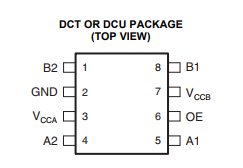 DCT OR DCU PACKAGE
(TOP VIEW)
B2 1 8 B1
GND 2 7 VCCB
VCCA 3 6 OE
A2 4 5 A1